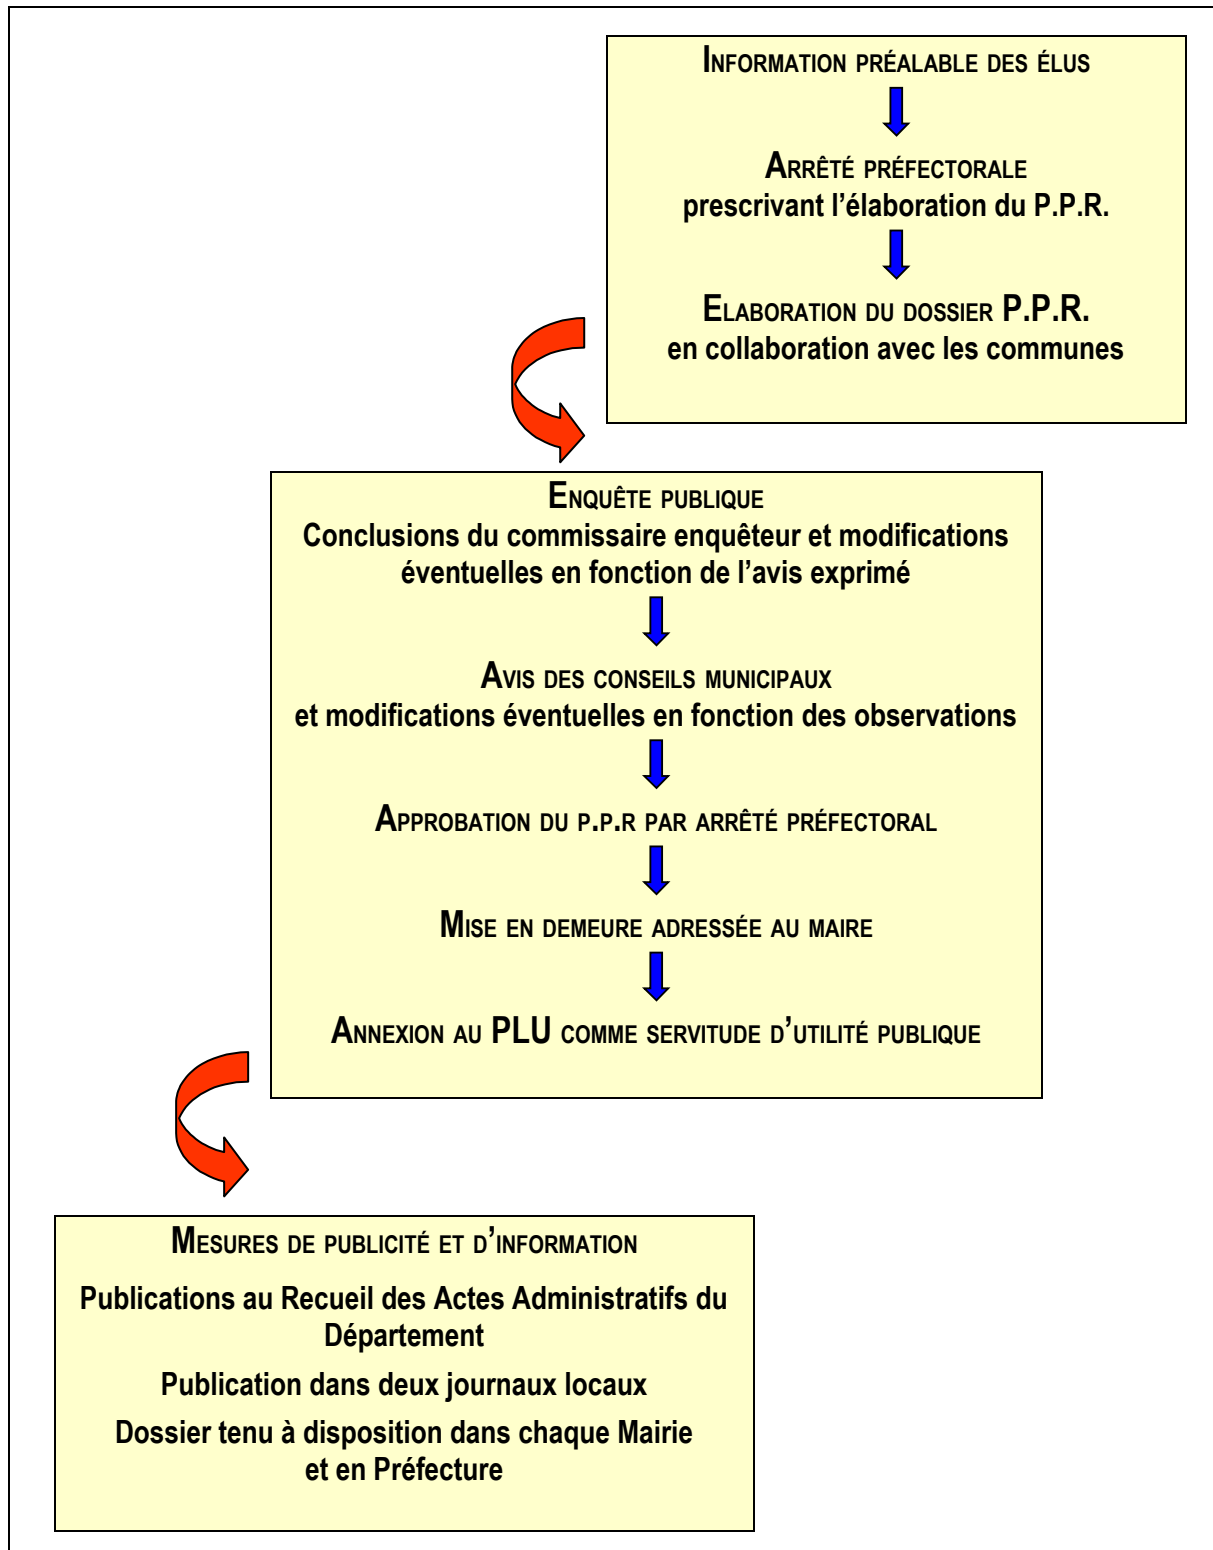 INFORMATION PRÉALABLE DES ÉLUS
ARRÊTÉ PRÉFECTORALE
prescrivant l’élaboration du P.P.R.
ELABORATION DU DOSSIER P.P.R.
en collaboration avec les communes
ENQUÊTE PUBLIQUE
Conclusions du commissaire enquêteur et modifications
éventuelles en fonction de l’avis exprimé
AVIS DES CONSEILS MUNICIPAUX
et modifications éventuelles en fonction des observations
APPROBATION DU P.P.R PAR ARRÊTÉ PRÉFECTORAL
MISE EN DEMEURE ADRESSÉE AU MAIRE
ANNEXION AU PLU COMME SERVITUDE D’UTILITÉ PUBLIQUE
MESURES DE PUBLICITÉ ET D’INFORMATION
Publications au Recueil des Actes Administratifs du
Département
Publication dans deux journaux locaux
Dossier tenu à disposition dans chaque Mairie
et en Préfecture